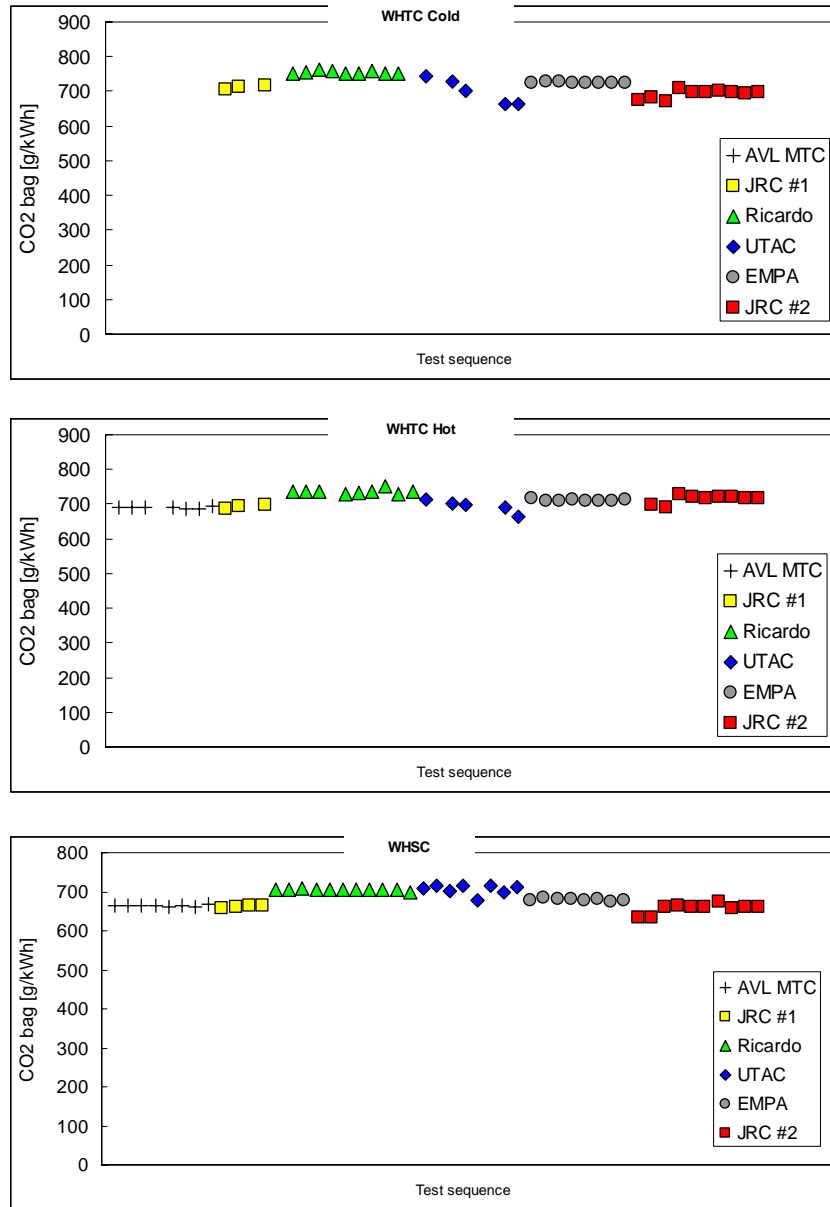 WHTC Cold
900
800
700
600
500
400
300
200
100
0
CO2 bag [g/kWh]
Test sequence
AVL MTC
JRC #1
Ricardo
UTAC
EMPA
JRC #2
WHTC Hot
900
800
700
600
500
400
300
200
100
0
CO2 bag [g/kWh]
Test sequence
AVL MTC
JRC #1
Ricardo
UTAC
EMPA
JRC #2
WHSC
800
700
600
500
400
300
200
100
0
CO2 bag [g/kWh]
Test sequence
AVL MTC
JRC #1
Ricardo
UTAC
EMPA
JRC #2